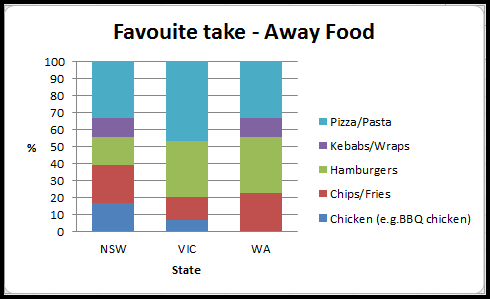 Favouite take - Away Food
100
90
80
70
60
50
40
30
20
10
0
%
NSW VIC WA
State
Pizza/Pasta
Kebabs/Wraps
Hamburgers
Chips/Fries
Chicken (e.g.BBQ chicken)